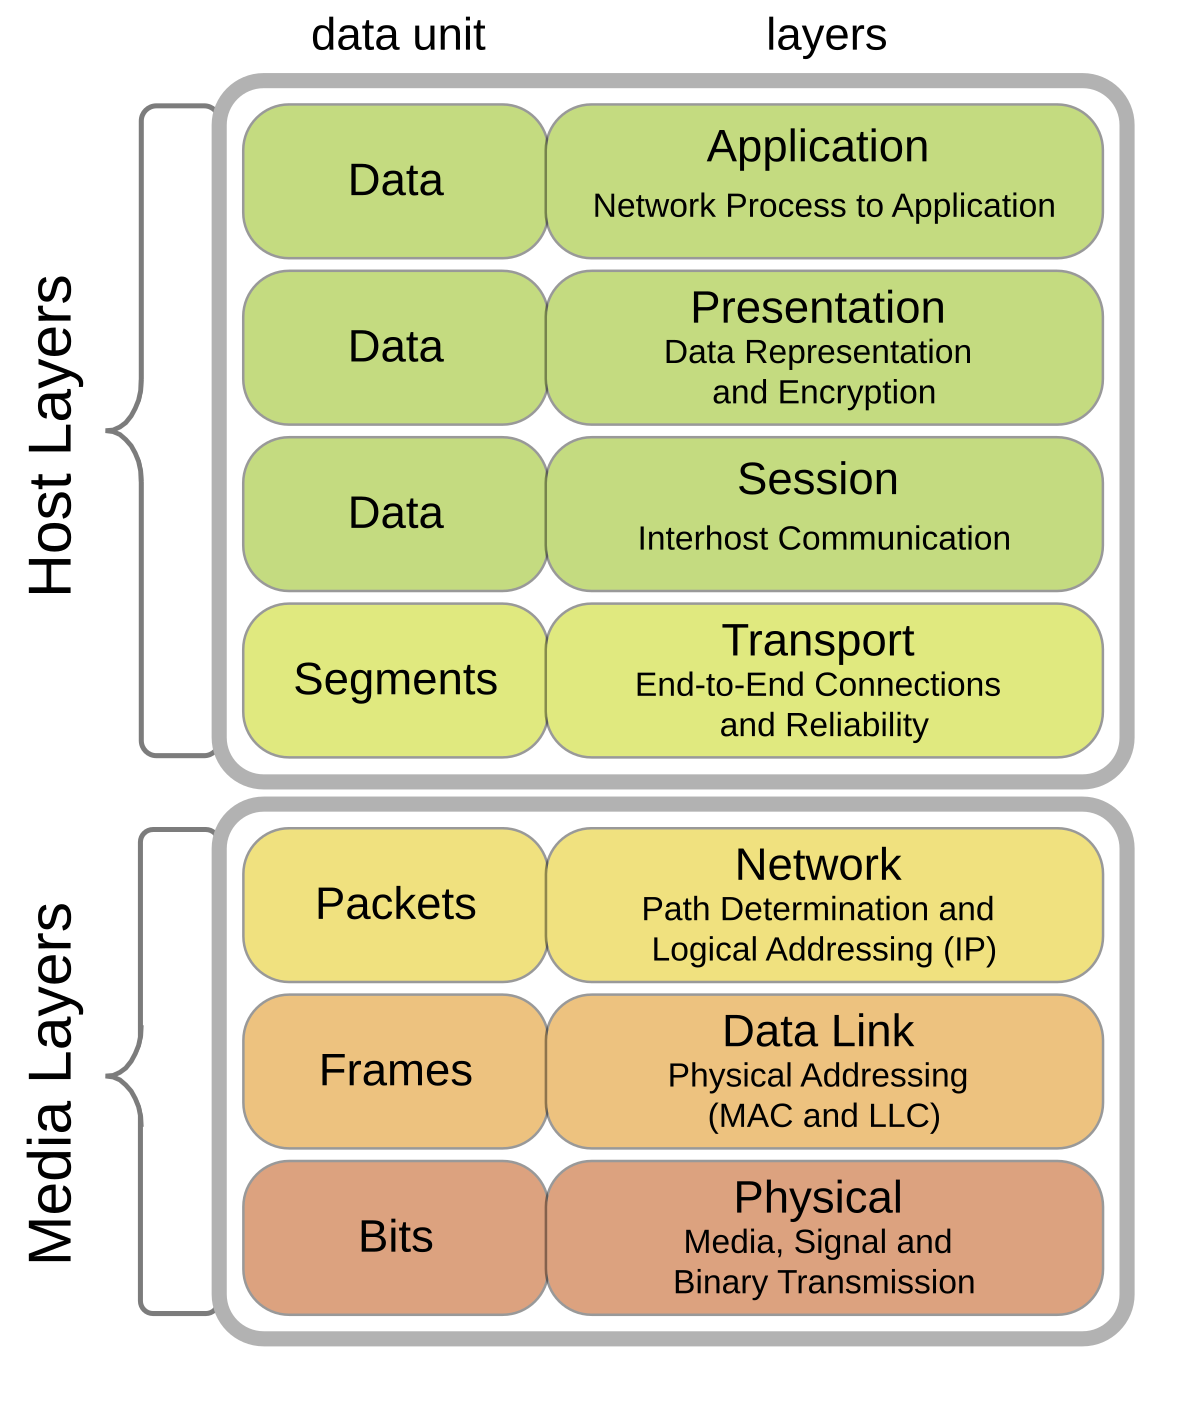 data unit
layers
Host Layers
Data
Application
Network Process to Application
Data
Presentation
Data Representation
and Encryption
Data
Session
Interhost Communication
Segments
Transport
End-to-End Connections
and Reliability
Media Layers
Packets
Network
Path Determination and
Logical Addressing (IP)
Frames
Data Link
Physical Addressing
(MAC and LLC)
Bits
Physical
Media, Signal and
Binary Transmission